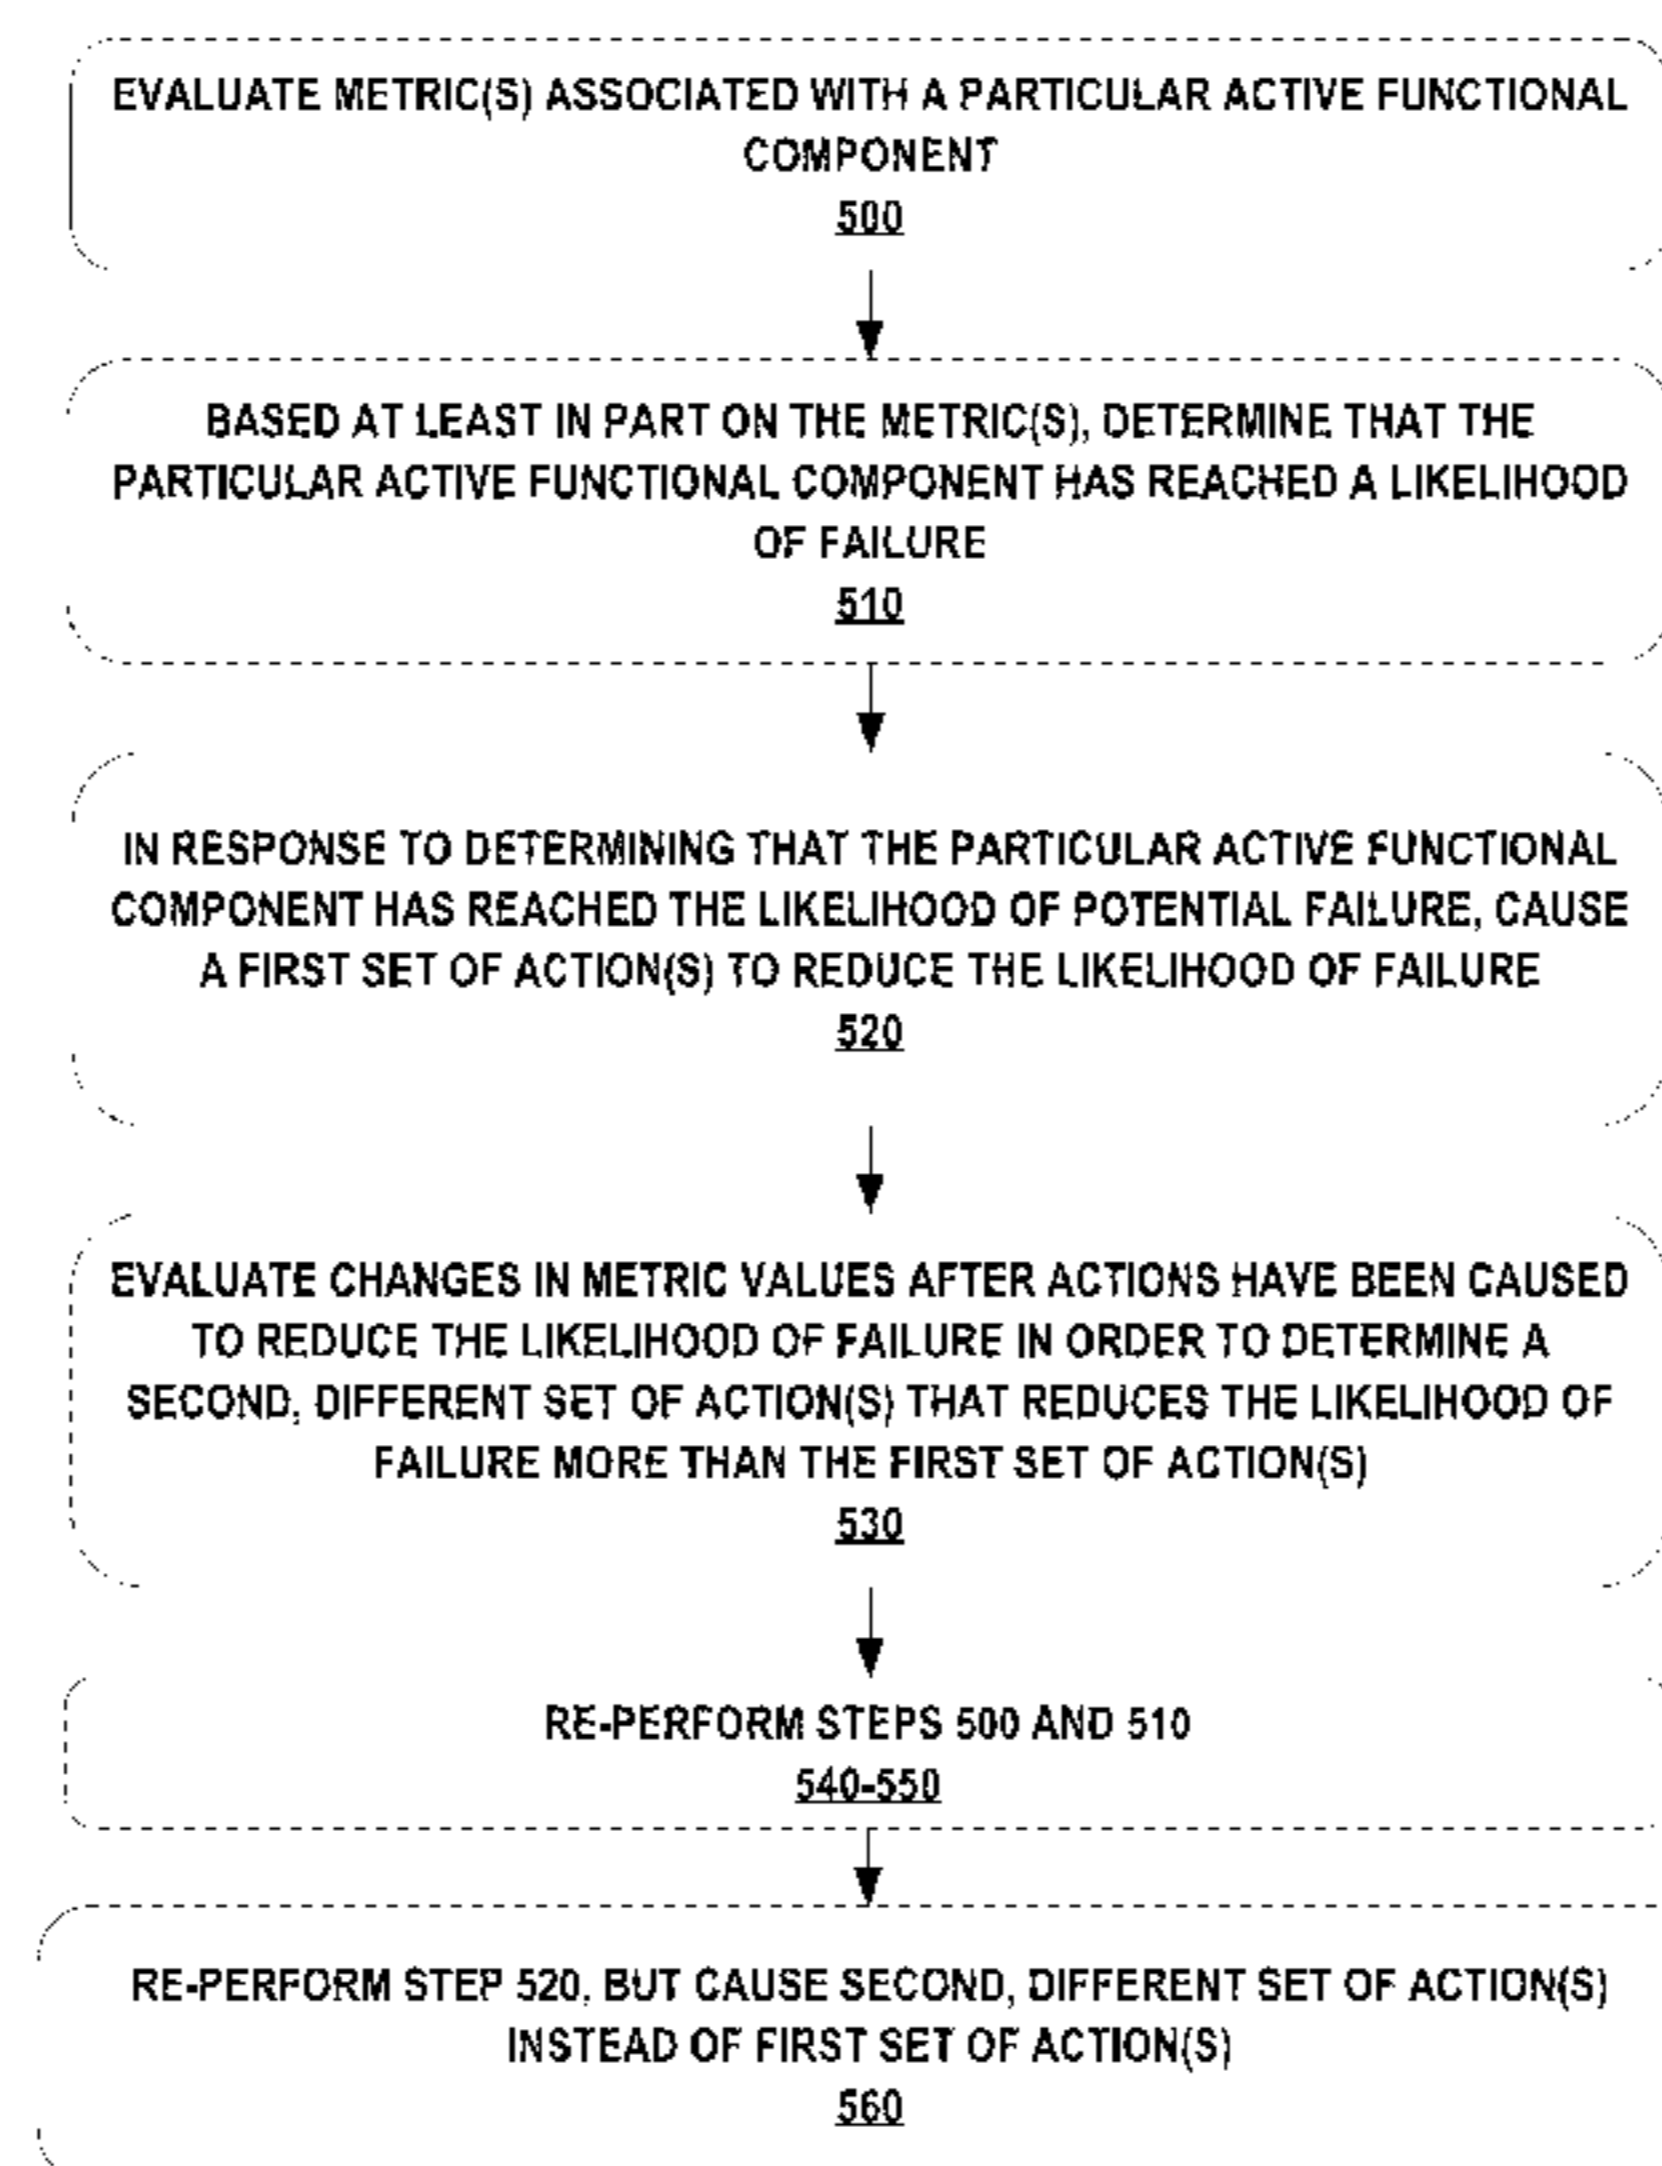 EVALUATE METRIC(S) ASSOCIATED WITH A PARTICULAR ACTIVE FUNCTIONAL
COMPONENT
500
BASED AT LEAST IN PART ON THE METRIC(S), DETERMINE THAT THE
PARTICULAR ACTIVE FUNCTIONAL COMPONENT HAS REACHED A LIKELIHOOD
OF FAILURE
510
IN RESPONSE TO DETERMINING THAT THE PARTICULAR ACTIVE FUNCTIONAL
COMPONENT HAS REACHED THE LIKELIHOOD OF POTENTIAL FAILURE, CAUSE
A FIRST SET OF ACTION(S) TO REDUCE THE LIKELIHOOD OF FAILURE
520
EVALUATE CHANGES IN METRIC VALUES AFTER ACTIONS HAVE BEEN CAUSED
TO REDUCE THE LIKELIHOOD OF FAILURE IN ORDER TO DETERMINE A
SECOND, DIFFERENT SET OF ACTION(S) THAT REDUCES THE LIKELIHOOD OF
FAILURE MORE THAN THE FIRST SET OF ACTION(S)
530
RE-PERFORM STEPS 500 AND 510
540-550
RE-PERFORM STEP 520, BUT CAUSE SECOND, DIFFERENT SET OF ACTION(S)
INSTEAD OF FIRST SET OF ACTION(S)
560